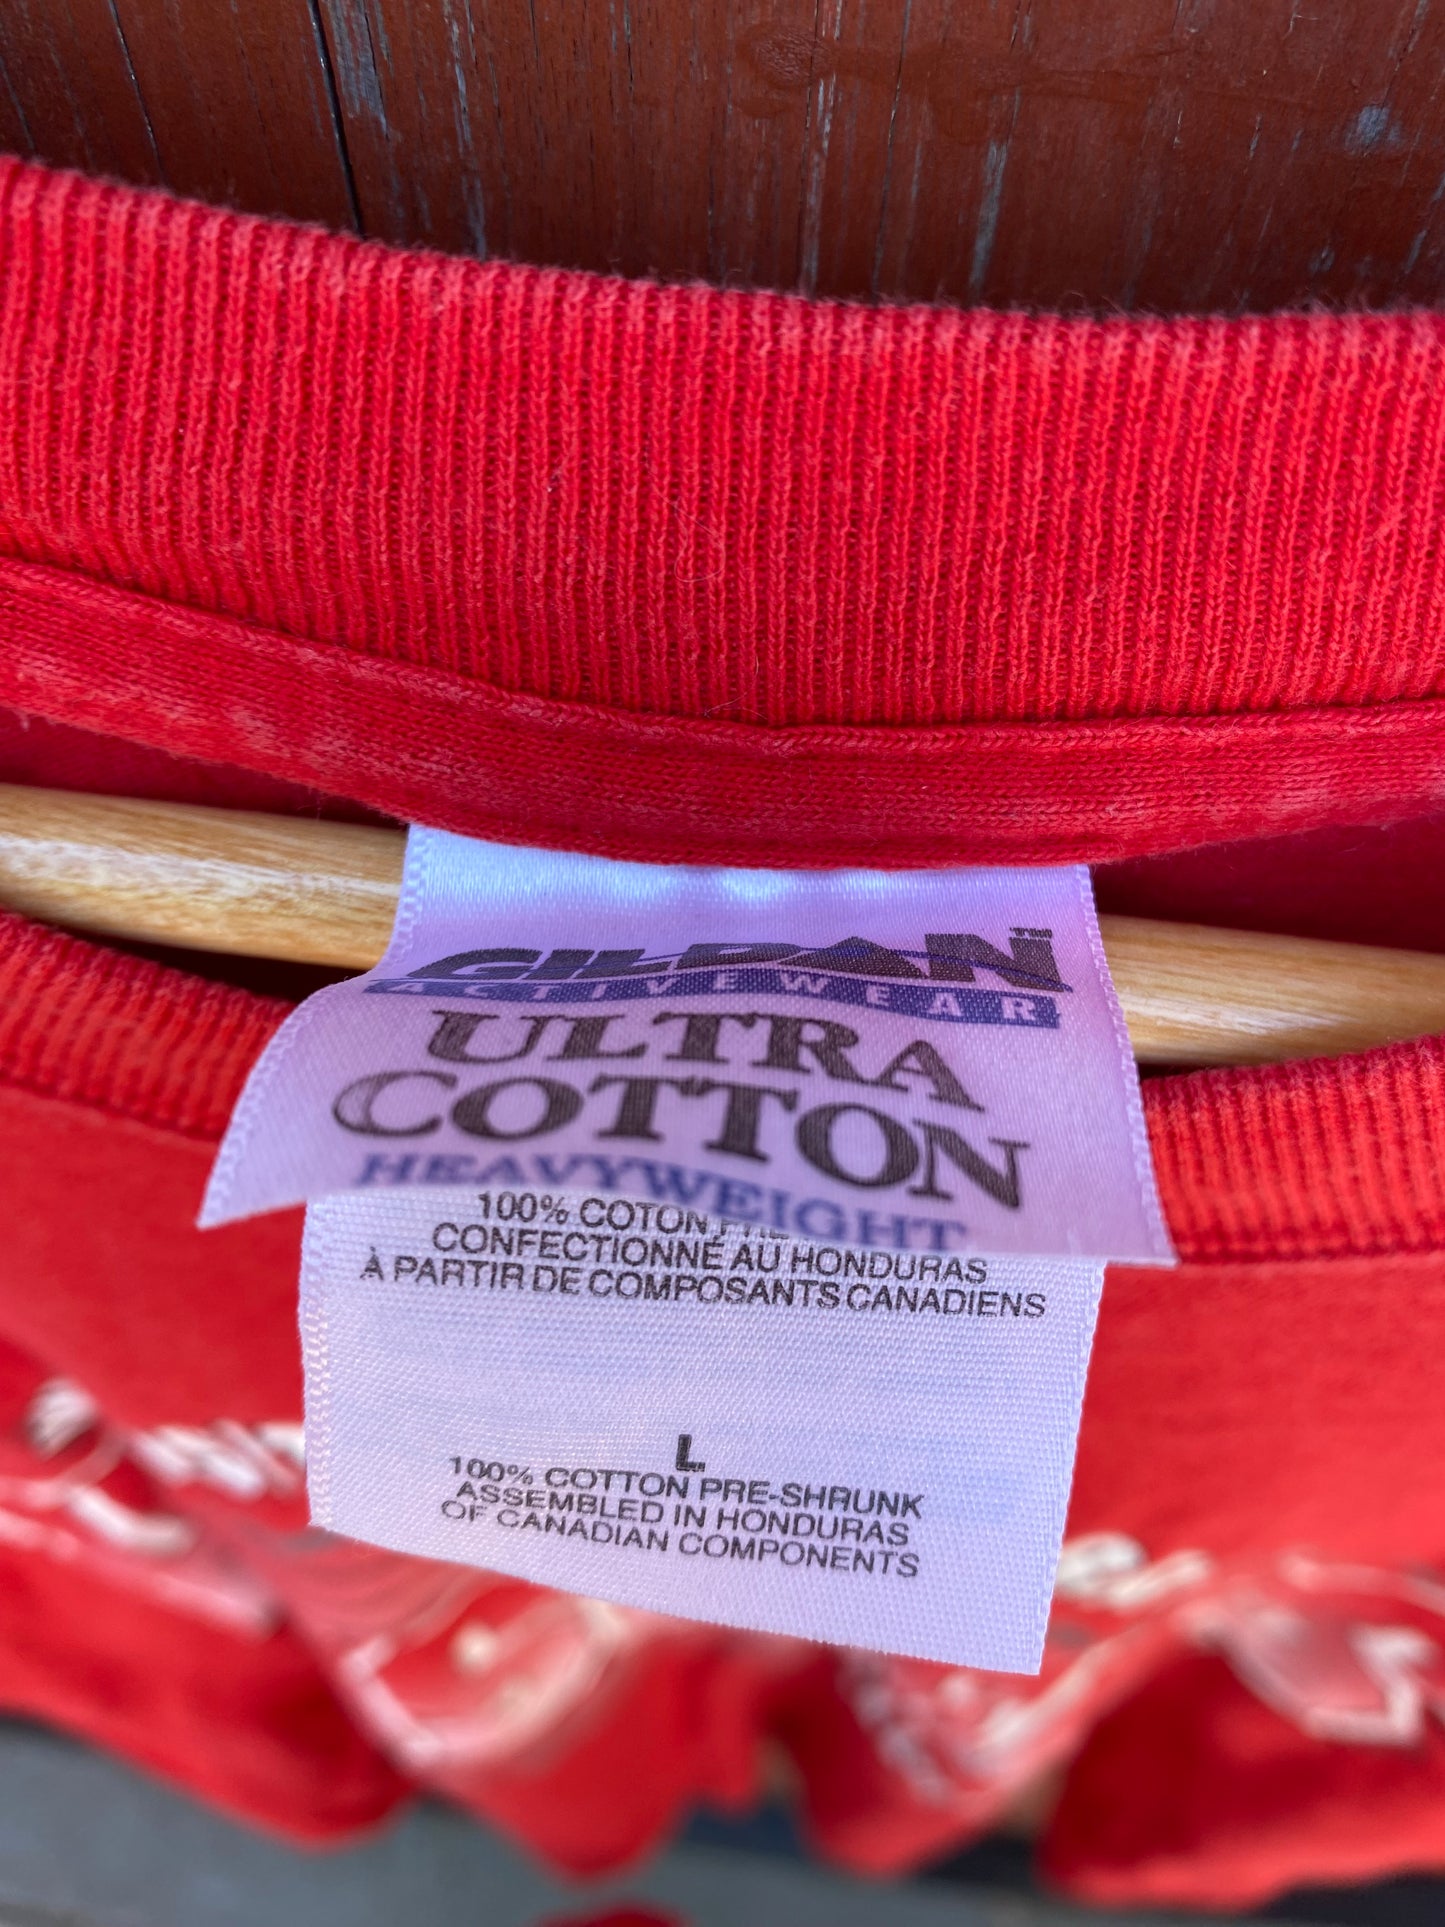 GILDAN™
ACTIVEWEAR
ULTRA
COTTON
HEAVYWEIGHT
100% COTON
CONFECTIONNÉ AU HONDURAS
À PARTIR DE COMPOSANTS CANADIENS
L
100% COTTON PRE-SHRUNK
ASSEMBLED IN HONDURAS
OF CANADIAN COMPONENTS